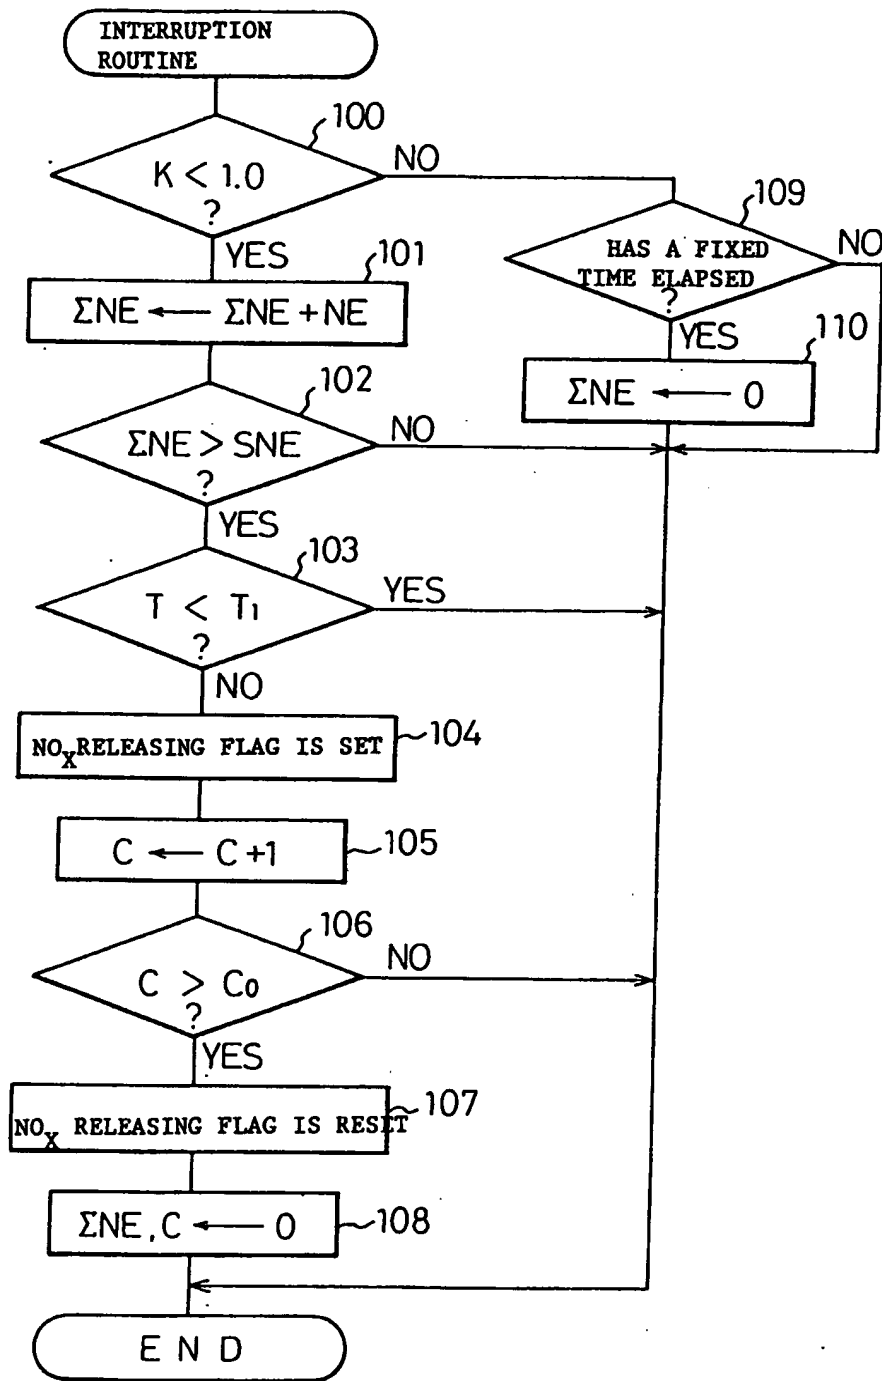 INTERRUPTION
ROUTINE
100
K < 1.0
?
NO
YES
109
HAS A FIXED
TIME ELAPSED
?
NO
YES
101
ΣNE ← ΣNE + NE
110
ΣNE ← 0
102
ΣNE > SNE
?
NO
YES
103
T < T1
?
YES
NO
NOX RELEASING FLAG IS SET
104
C ← C+1
105
106
C > C0
?
NO
YES
NOX RELEASING FLAG IS RESET
107
ΣNE, C ← 0
108
END